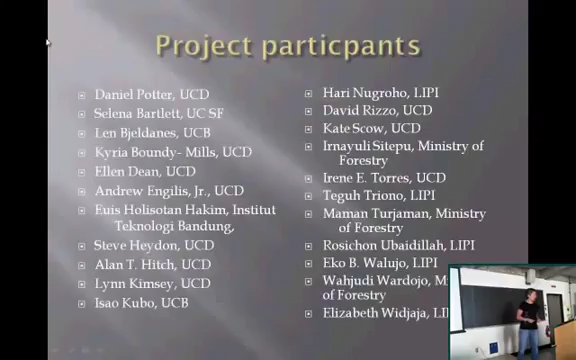 Project particpants
Daniel Potter, UCD
Selena Bartlett, UC SF
Len Bjeldanes, UCB
Kyria Boundy- Mills, UCD
Ellen Dean, UCD
Andrew Engilis, Jr., UCD
Euis Holisotan Hakim, Institut
Teknologi Bandung,
Steve Heydon, UCD
Alan T. Hitch, UCD
Lynn Kimsey, UCD
Isao Kubo, UCB
Hari Nugroho, LIPI
David Rizzo, UCD
Kate Scow, UCD
Irnayuli Sitepu, Ministry of
Forestry
Irene E. Torres, UCD
Teguh Triono, LIPI
Maman Turjaman, Ministry
of Forestry
Rosichon Ubaidillah, LIPI
Eko B. Walujo, LIPI
Wahjudi Wardojo,
of Forestry
Elizabeth Widjaja,